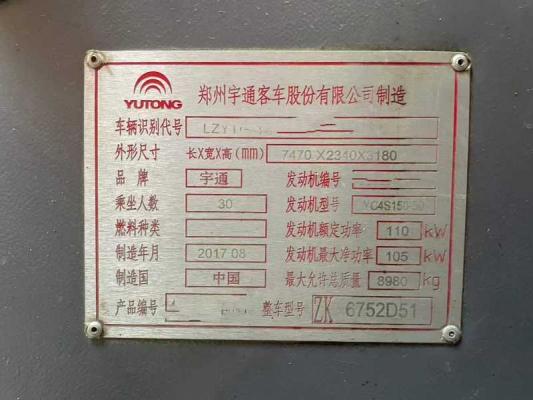 YUTONG 郑州宇通客车股份有限公司制造
车辆识别代号 LZYT
外形尺寸 长X宽X高(mm) 7470X2340X3180
品牌 宇通 发动机编号
乘坐人数 30 发动机型号 YC4S150-50
燃料种类 发动机额定功率 110 kW
制造年月 2017 08 发动机最大净功率 105 kW
制造国 中国 最大允许总质量 8980 kg
产品编号 整车型号 ZK 6752D51